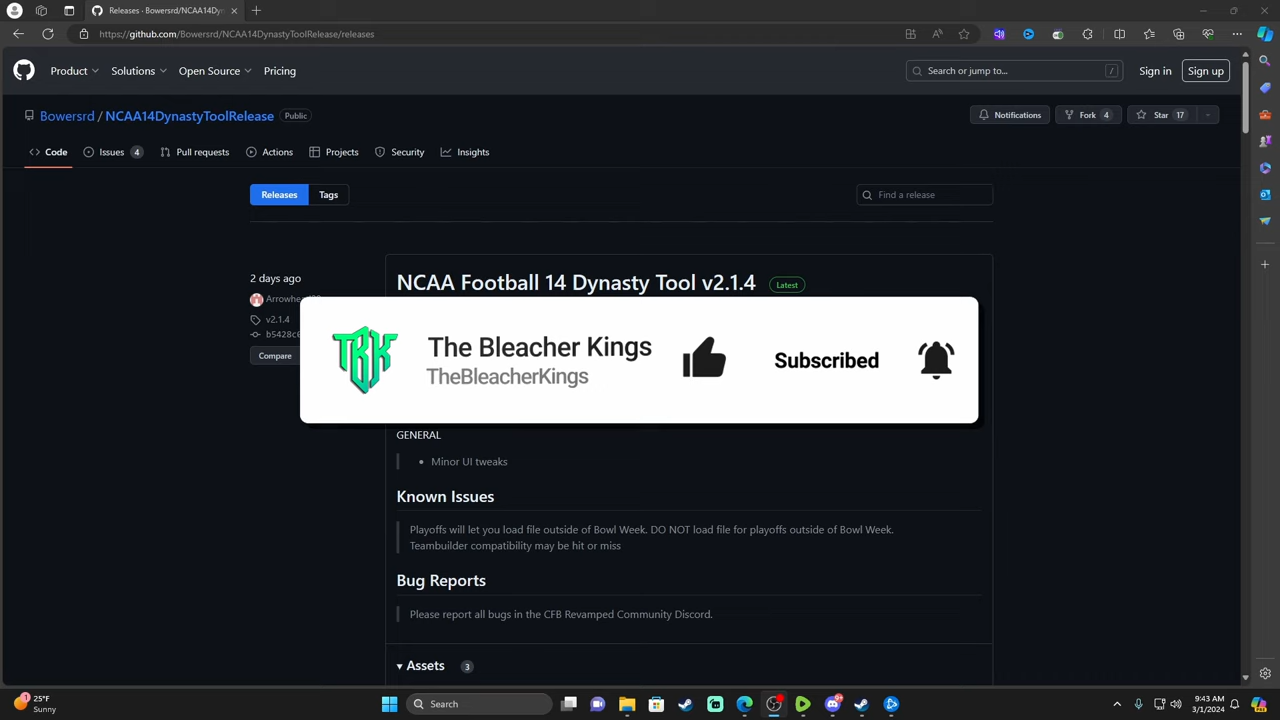 Releases · Bowersrd/NCAA14Dyn
https://github.com/Bowersrd/NCAA14DynastyToolRelease/releases
Product
Solutions
Open Source
Pricing
Search or jump to...
/
Sign in
Sign up
Bowersrd / NCAA14DynastyToolRelease
Public
Notifications
Fork 4
Star 17
Code
Issues 4
Pull requests
Actions
Projects
Security
Insights
Releases
Tags
Find a release
2 days ago
v2.1.4
Compare
NCAA Football 14 Dynasty Tool v2.1.4
Latest
TBK
The Bleacher Kings
TheBleacherKings
Subscribed
GENERAL
• Minor UI tweaks
Known Issues
Playoffs will let you load file outside of Bowl Week. DO NOT load file for playoffs outside of Bowl Week.
Teambuilder compatibility may be hit or miss
Bug Reports
Please report all bugs in the CFB Revamped Community Discord.
Assets 3
25°F
Sunny
Search
9:43 AM
3/1/2024